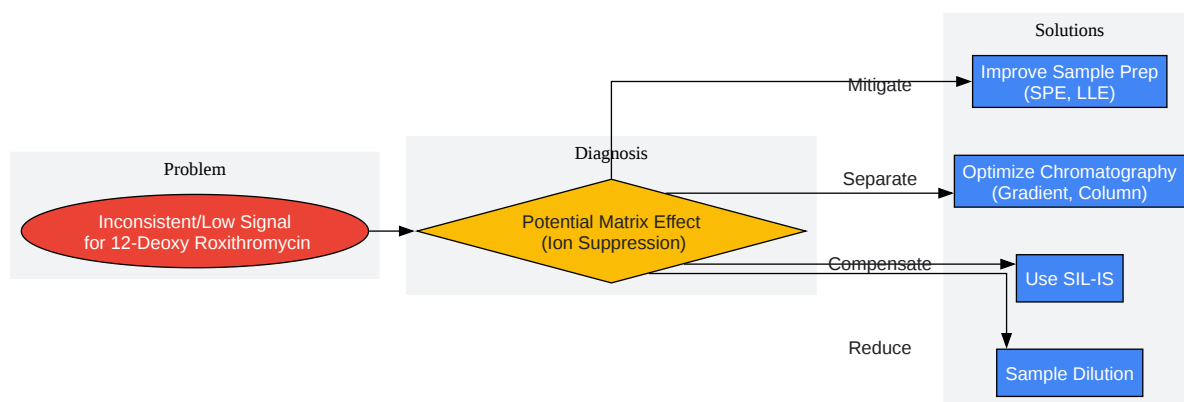 Problem
Inconsistent/Low Signal
for 12-Deoxy Roxithromycin
Diagnosis
Potential Matrix Effect
(Ion Suppression)
Mitigate
Separate
Compensate
Reduce
Solutions
Improve Sample Prep
(SPE, LLE)
Optimize Chromatography
(Gradient, Column)
Use SIL-IS
Sample Dilution